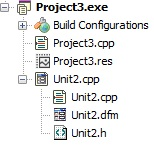 Project3.exe
Build Configurations
Project3.cpp
Project3.res
Unit2.cpp
Unit2.cpp
Unit2.dfm
Unit2.h